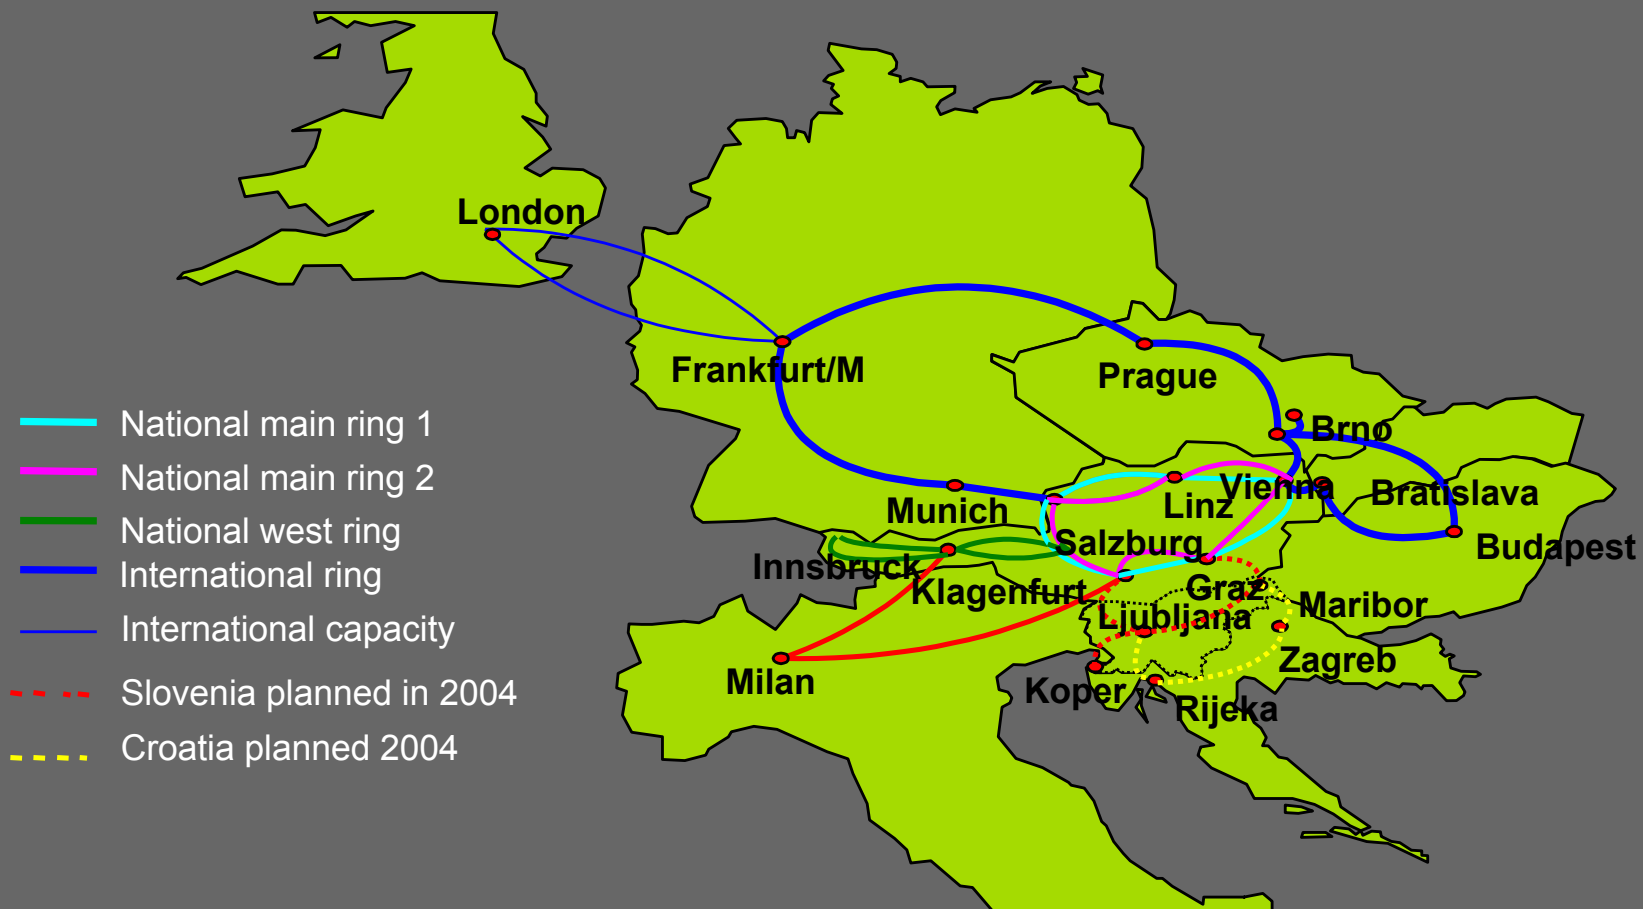 London
Frankfurt/M
Prague
National main ring 1
Brno
National main ring 2
Vienna
Bratislava
Linz
Munich
National west ring
Salzburg
Budapest
Innsbruck
International ring
Klagenfurt
Graz
Maribor
Ljubljana
International capacity
Zagreb
Milan
Koper
Slovenia planned in 2004
Rijeka
Croatia planned 2004